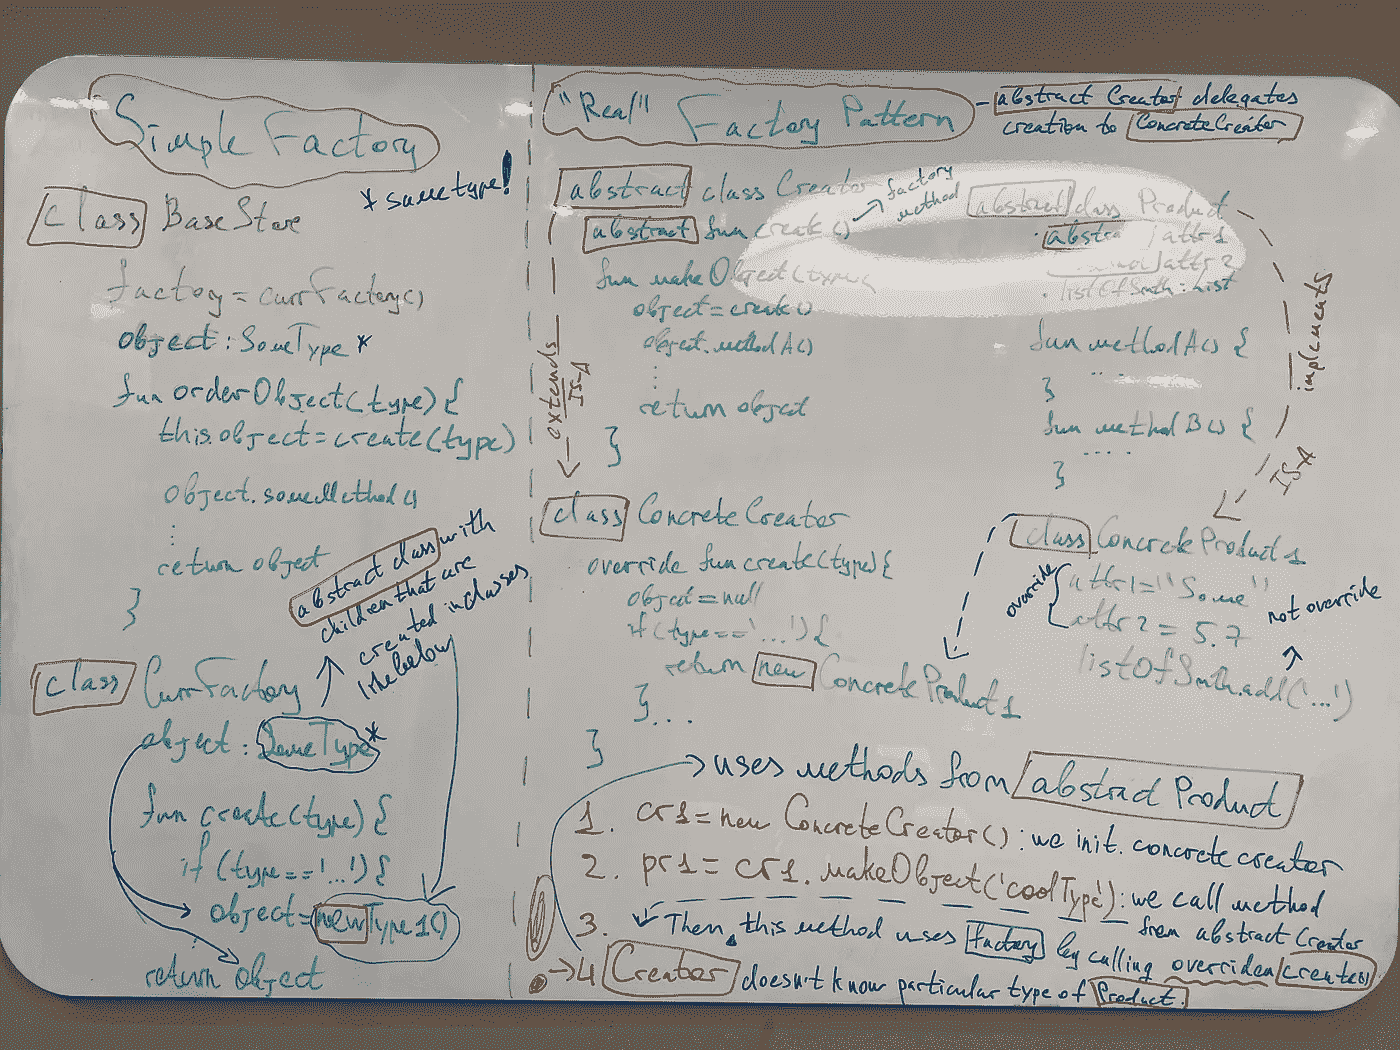 Simple Factory
* same type!
class BaseStore
factory = currFactory()
object : SomeType *
fun orderObject(type) {
this.object = create(type)
object.someMethod()
:
return object
}
abstract class with
children that are
created in classes
like below
class CurrFactory
object : SomeType *
fun create(type) {
if (type == '...') {
object = new Type1()
return object
"Real" Factory Pattern
- abstract Creator delegates
creation to ConcreteCreator
abstract class Creator
abstract fun create()
factory
method
fun makeObject(type)
object = create()
object.methodA()
:
return object
}
extends
IS-A
abstract class Product
. abstract attr1
attr2
. listOfSmth : list
fun methodA() {
....
}
fun methodB() {
....
}
implements
IS-A
class ConcreteCreator
override fun create(type) {
object = null
if (type == '...') {
return new ConcreteProduct1
} ...
}
class ConcreteProduct1
override { attr1 = "Some"
attr2 = 5.7
not override
listOfSmth.add('...')
uses methods from abstract Product
1. cr1 = new ConcreteCreator() : we init. concrete creator
2. pr1 = cr1.makeObject('coolType') : we call method
from abstract Creator
3. Then, this method uses factory by calling overriden create()
4 Creator doesn't know particular type of Product.